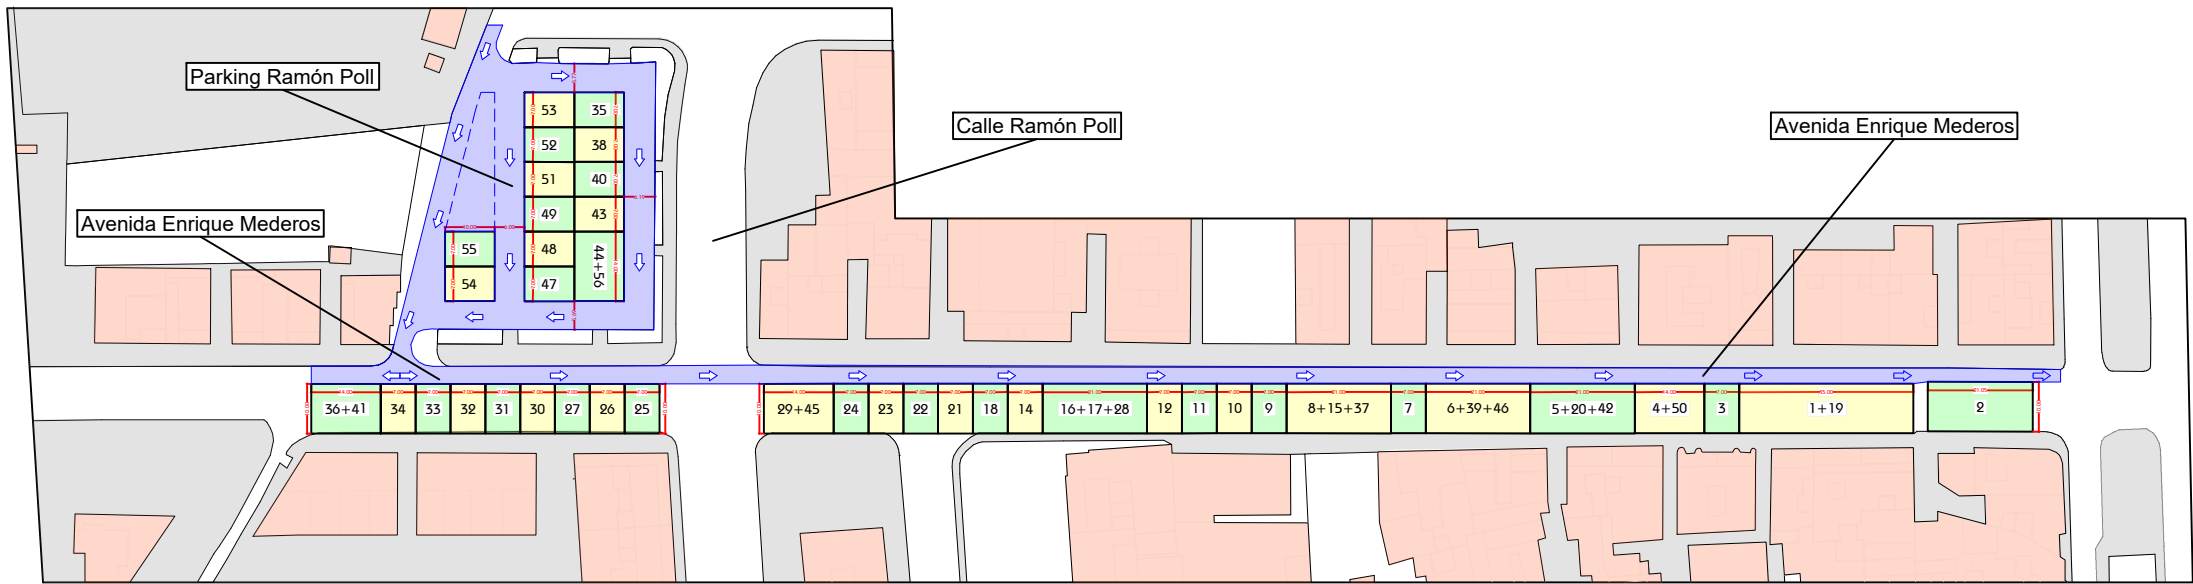 Parking Ramón Poll
Calle Ramón Poll
Avenida Enrique Mederos
Avenida Enrique Mederos
53 35
52 38
51 40
49 43
55 48 44+56
54 47
36+41 34 33 32 31 30 27 26 25
29+45 24 23 22 21 18 14 16+17+28 12 11 10 9 8+15+37 7 6+39+46 5+20+42 4+50 3 1+19 2